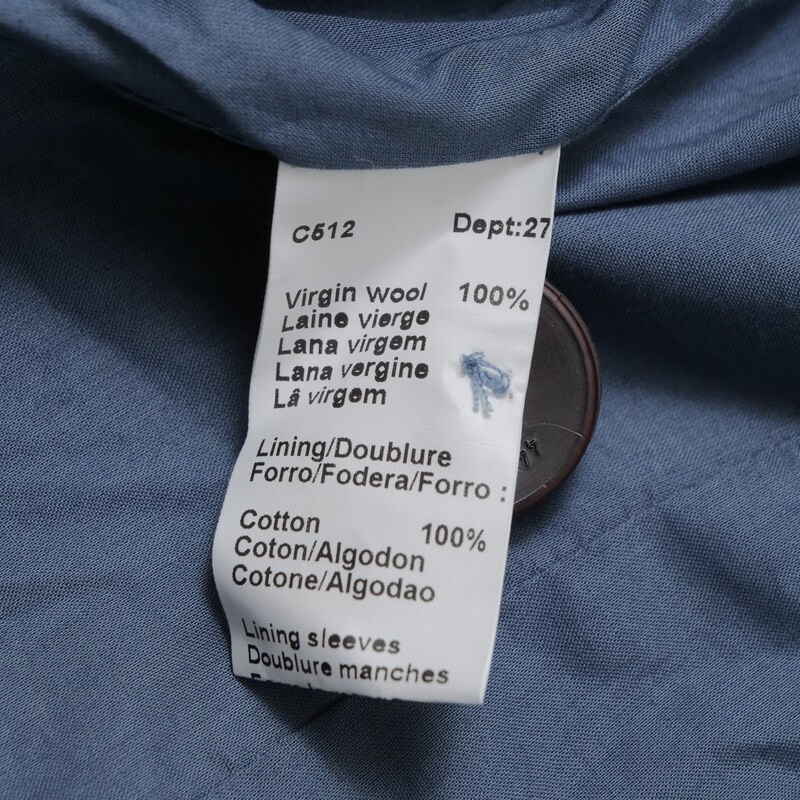 C512 Dept:27
Virgin Wool 100%
Laine vierge
Lana virgem
Lana vergine
Lã virgem
Lining/Doublure
Forro/Fodera/Forro :
Cotton 100%
Coton/Algodon
Cotone/Algodao
Lining sleeves
Doublure manches